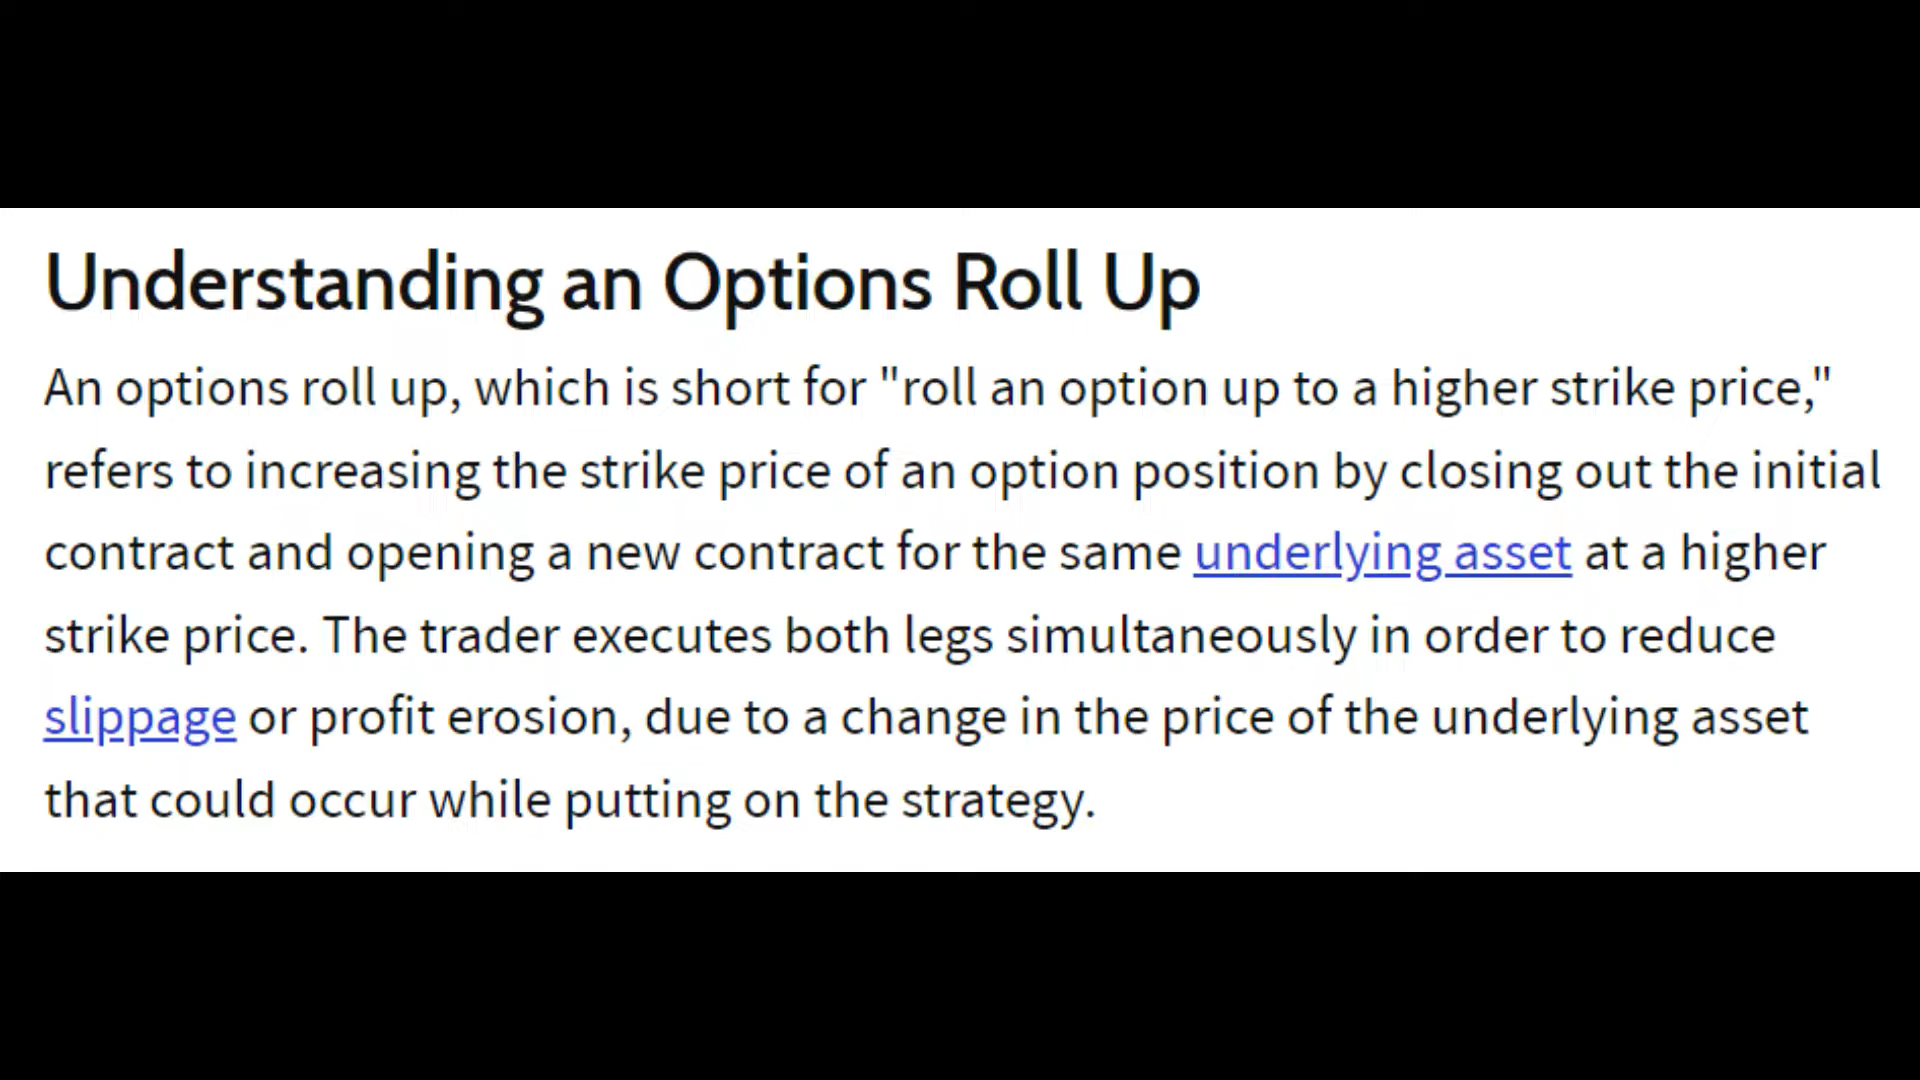 Understanding an Options Roll Up
An options roll up, which is short for "roll an option up to a higher strike price,"
refers to increasing the strike price of an option position by closing out the initial
contract and opening a new contract for the same underlying asset at a higher
strike price. The trader executes both legs simultaneously in order to reduce
slippage or profit erosion, due to a change in the price of the underlying asset
that could occur while putting on the strategy.